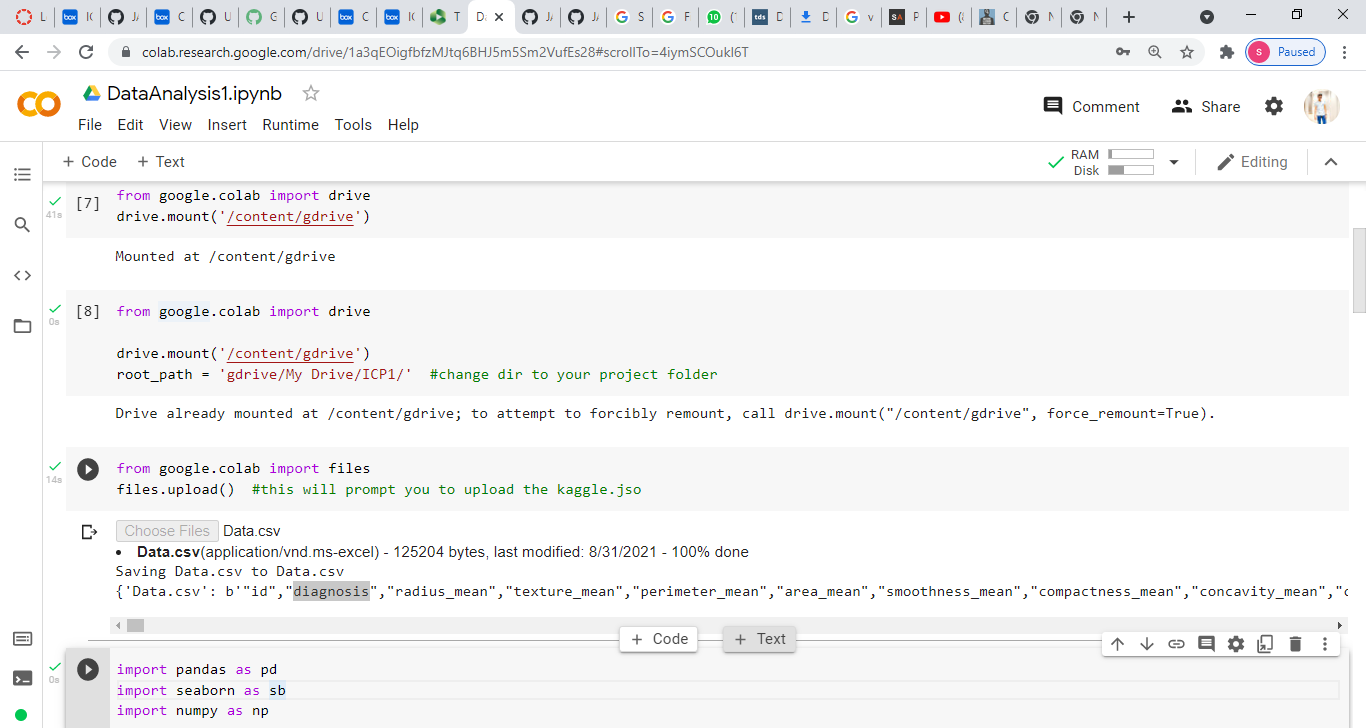 L
C
U
G
U
C
T
Da
S
F
10
(
tds
D
D
v
SA
P
C
colab.research.google.com/drive/1a3qEOigfbfzMJtq6BHJ5m5Sm2VufEs28#scrollTo=4iymSCOukI6T
S Paused
CO DataAnalysis1.ipynb
File Edit View Insert Runtime Tools Help
Comment Share
+ Code + Text
RAM
Disk
Editing
[7] from google.colab import drive
41s drive.mount('/content/gdrive')
Mounted at /content/gdrive
[8] from google.colab import drive
0s
drive.mount('/content/gdrive')
root_path = 'gdrive/My Drive/ICP1/' #change dir to your project folder
Drive already mounted at /content/gdrive; to attempt to forcibly remount, call drive.mount("/content/gdrive", force_remount=True).
from google.colab import files
14s files.upload() #this will prompt you to upload the kaggle.jso
Choose Files Data.csv
• Data.csv(application/vnd.ms-excel) - 125204 bytes, last modified: 8/31/2021 - 100% done
Saving Data.csv to Data.csv
{'Data.csv': b'"id","diagnosis","radius_mean","texture_mean","perimeter_mean","area_mean","smoothness_mean","compactness_mean","concavity_mean","c
+ Code + Text
import pandas as pd
0s
import seaborn as sb
import numpy as np